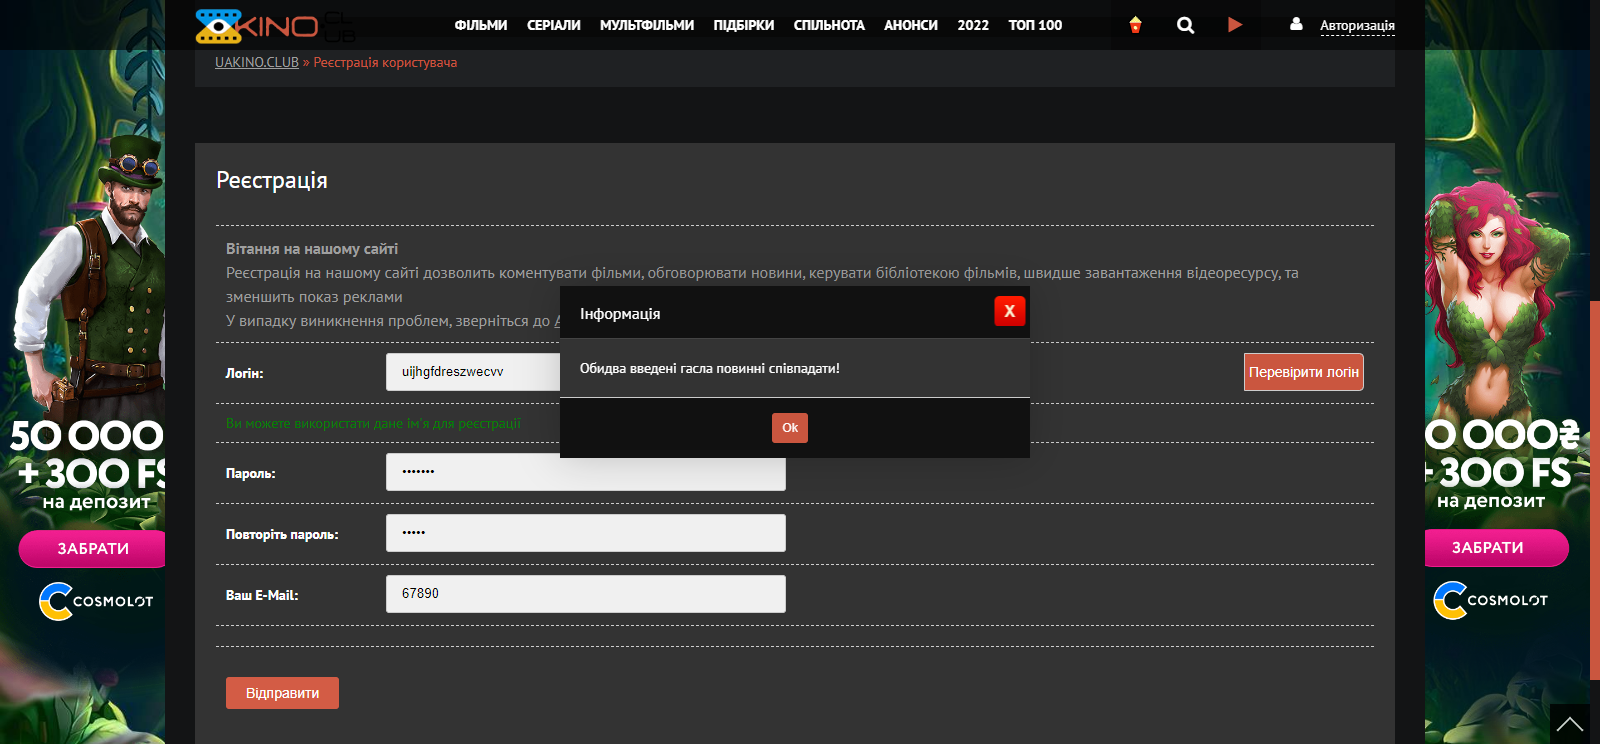 KINO
CL
UB
ФІЛЬМИ СЕРІАЛИ МУЛЬТФІЛЬМИ ПІДБІРКИ СПІЛЬНОТА АНОНСИ 2022 ТОП 100
Авторизація
UAKINO.CLUB » Реєстрація користувача
Реєстрація
Вітання на нашому сайті
Реєстрація на нашому сайті дозволить коментувати фільми, обговорювати новини, керувати бібліотекою фільмів, швидше завантаження відеоресурсу, та
зменшить показ реклами
У випадку виникнення проблем, зверніться до
Інформація
X
Обидва введені гасла повинні співпадати!
Ok
Логін:
uijhgfdreszwecvv
Перевірити логін
Ви можете використати дане ім'я для реєстрації
Пароль:
•••••••
Повторіть пароль:
•••••
Ваш E-Mail:
67890
Відправити
50 000
+ 300 FS
на депозит
ЗАБРАТИ
COSMOLOT
0 000₴
+ 300 FS
на депозит
ЗАБРАТИ
COSMOLOT